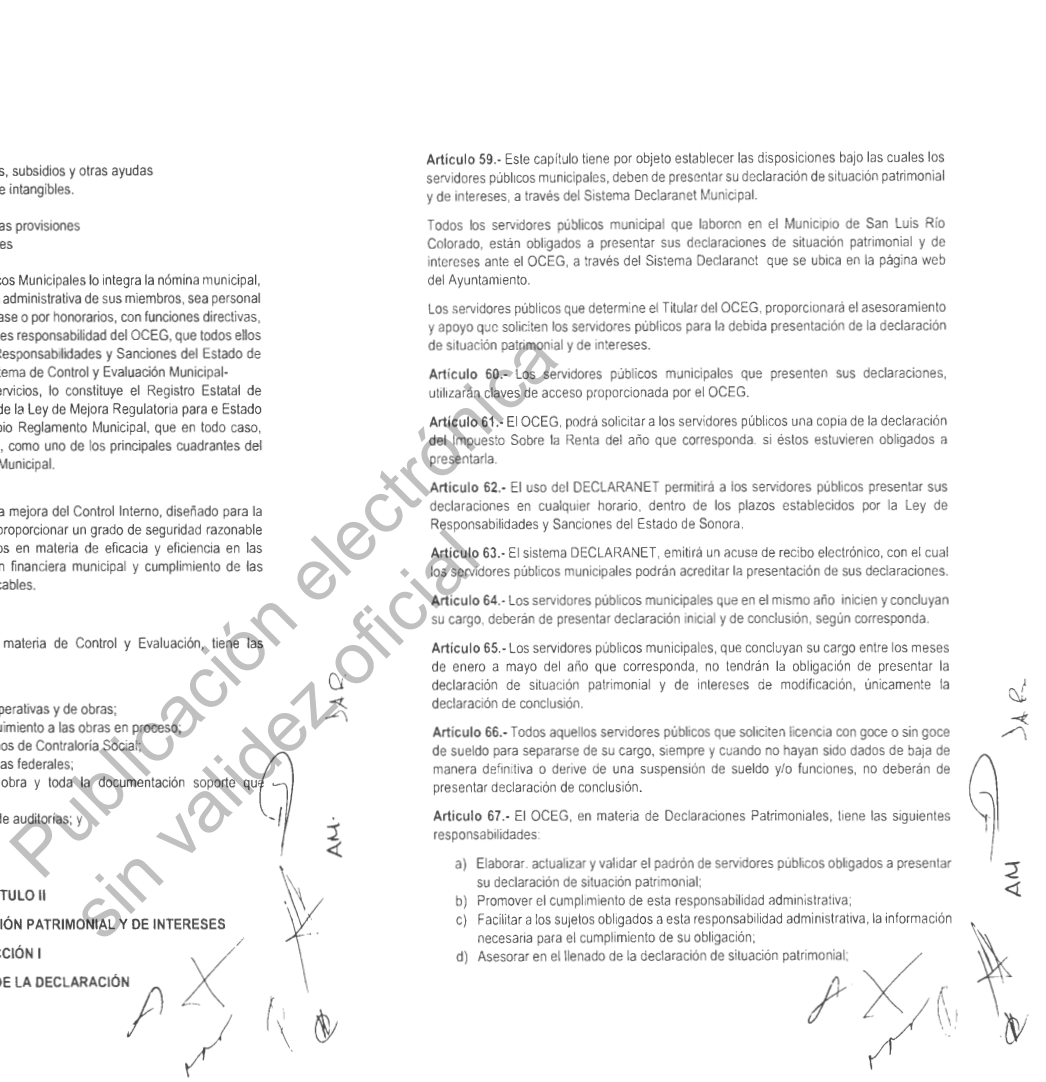 s, subsidios y otras ayudas
e intangibles.
as provisiones
es
cos Municipales lo integra la nómina municipal,
administrativa de sus miembros, sea personal
ase o por honorarios, con funciones directivas,
es responsabilidad del OCEG, que todos ellos
Responsabilidades y Sanciones del Estado de
tema de Control y Evaluación Municipal-
ervicios, lo constituye el Registro Estatal de
de la Ley de Mejora Regulatoria para e Estado
pio Reglamento Municipal, que en todo caso,
, como uno de los principales cuadrantes del
Municipal.
a mejora del Control Interno, diseñado para la
proporcionar un grado de seguridad razonable
os en materia de eficacia y eficiencia en las
n financiera municipal y cumplimiento de las
cables.
materia de Control y Evaluación, tiene las
perativas y de obras;
uimiento a las obras en proceso;
nos de Contraloría Social;
as federales;
obra y toda la documentación soporte que
de auditorías; y
TULO II
IÓN PATRIMONIAL Y DE INTERESES
CCIÓN I
DE LA DECLARACIÓN
Artículo 59.- Este capítulo tiene por objeto establecer las disposiciones bajo las cuales los
servidores públicos municipales, deben de presentar su declaración de situación patrimonial
y de intereses, a través del Sistema Declaranet Municipal.
Todos los servidores públicos municipal que laboren en el Municipio de San Luis Río
Colorado, están obligados a presentar sus declaraciones de situación patrimonial y de
intereses ante el OCEG, a través del Sistema Declaranet que se ubica en la página web
del Ayuntamiento.
Los servidores públicos que determine el Titular del OCEG, proporcionará el asesoramiento
y apoyo que soliciten los servidores públicos para la debida presentación de la declaración
de situación patrimonial y de intereses.
Artículo 60.- Los servidores públicos municipales que presenten sus declaraciones,
utilizarán claves de acceso proporcionada por el OCEG.
Artículo 61.- El OCEG, podrá solicitar a los servidores públicos una copia de la declaración
del Impuesto Sobre la Renta del año que corresponda. si éstos estuvieren obligados a
presentarla.
Artículo 62.- El uso del DECLARANET permitirá a los servidores públicos presentar sus
declaraciones en cualquier horario, dentro de los plazos establecidos por la Ley de
Responsabilidades y Sanciones del Estado de Sonora.
Artículo 63.- El sistema DECLARANET, emitirá un acuse de recibo electrónico, con el cual
los servidores públicos municipales podrán acreditar la presentación de sus declaraciones.
Artículo 64.- Los servidores públicos municipales que en el mismo año inicien y concluyan
su cargo, deberán de presentar declaración inicial y de conclusión, según corresponda.
Artículo 65.- Los servidores públicos municipales, que concluyan su cargo entre los meses
de enero a mayo del año que corresponda, no tendrán la obligación de presentar la
declaración de situación patrimonial y de intereses de modificación, únicamente la
declaración de conclusión.
Artículo 66.- Todos aquellos servidores públicos que soliciten licencia con goce o sin goce
de sueldo para separarse de su cargo, siempre y cuando no hayan sido dados de baja de
manera definitiva o derive de una suspensión de sueldo y/o funciones, no deberán de
presentar declaración de conclusión.
Artículo 67.- El OCEG, en materia de Declaraciones Patrimoniales, tiene las siguientes
responsabilidades:
a) Elaborar. actualizar y validar el padrón de servidores públicos obligados a presentar
su declaración de situación patrimonial;
b) Promover el cumplimiento de esta responsabilidad administrativa;
c) Facilitar a los sujetos obligados a esta responsabilidad administrativa, la información
necesaria para el cumplimiento de su obligación;
d) Asesorar en el llenado de la declaración de situación patrimonial;
Publicación electrónica
sin validez oficial
JAR.
AM.
JAR
AM